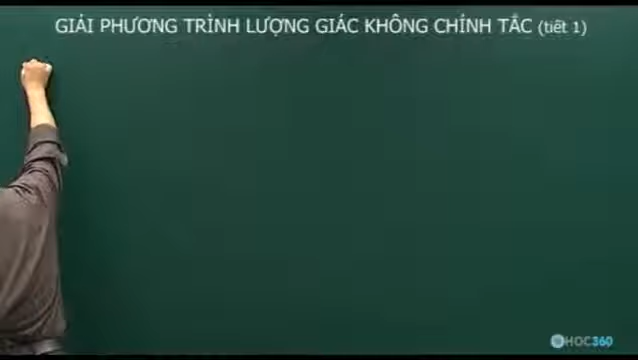 GIẢI PHƯƠNG TRÌNH LƯỢNG GIÁC KHÔNG CHÍNH TẮC (tiết 1)
HOC360